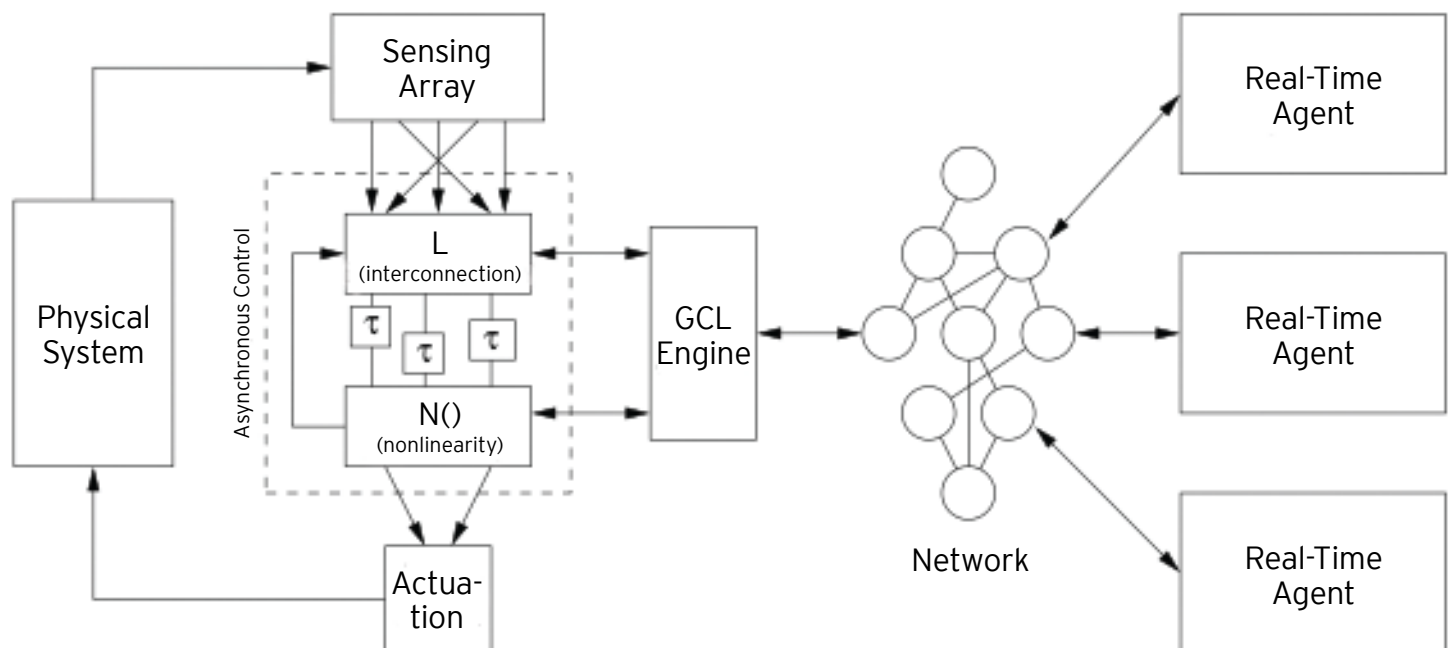 Sensing
Array
Real-Time
Agent
Asynchronous Control
L
(interconnection)
τ
τ
τ
N()
(nonlinearity)
Physical
System
GCL
Engine
Real-Time
Agent
Network
Actua-
tion
Real-Time
Agent